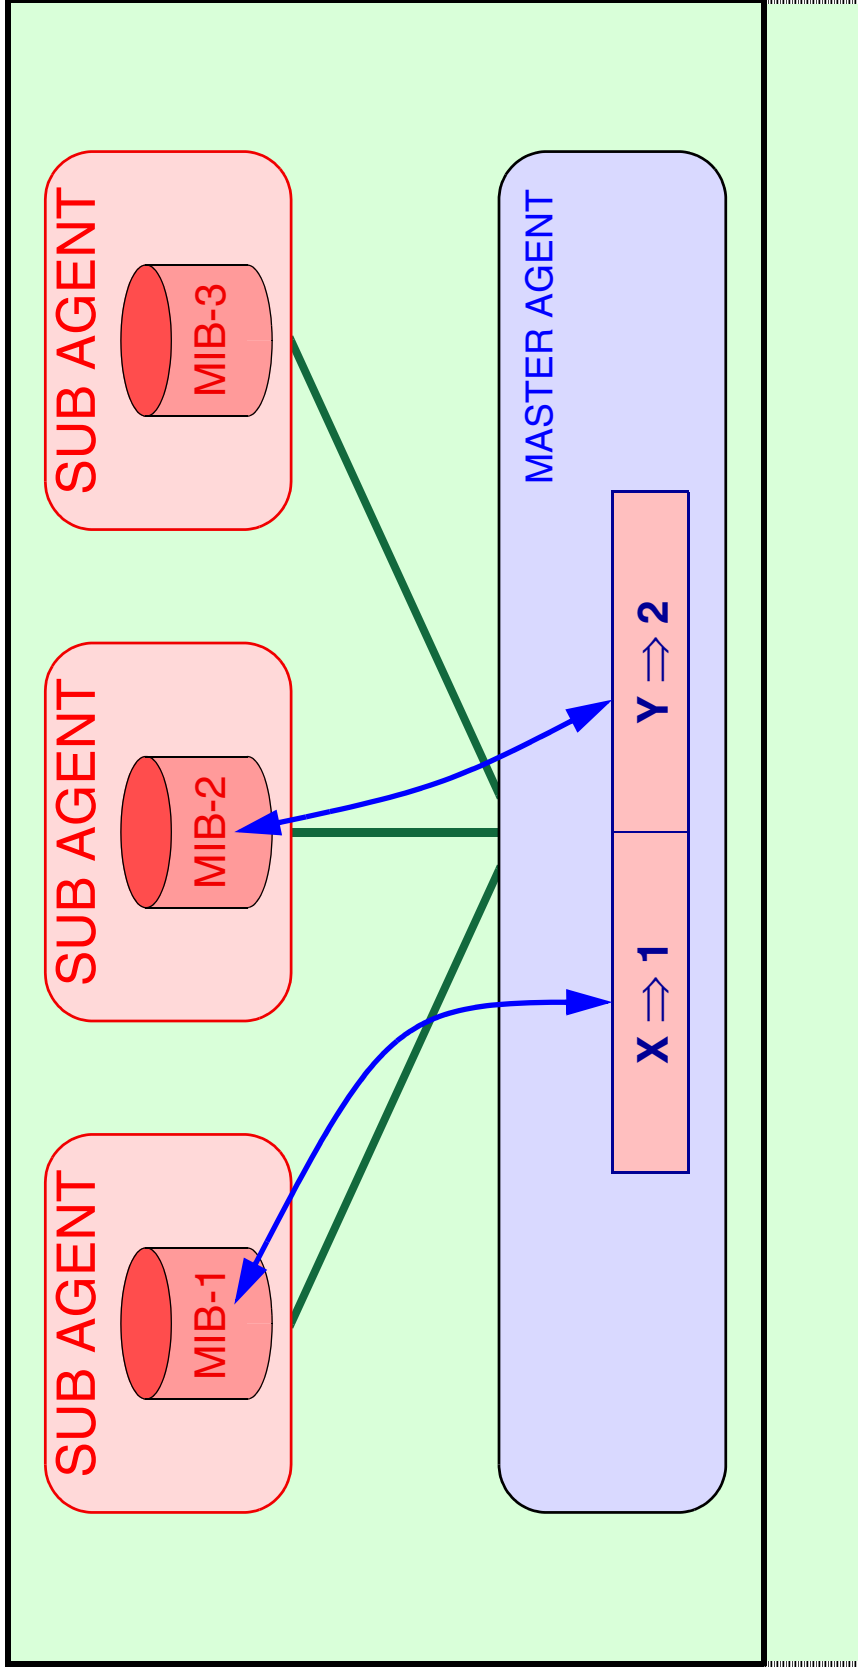 SUB AGENT
MIB-1
SUB AGENT
MIB-2
SUB AGENT
MIB-3
MASTER AGENT
X ⇒ 1
Y ⇒ 2